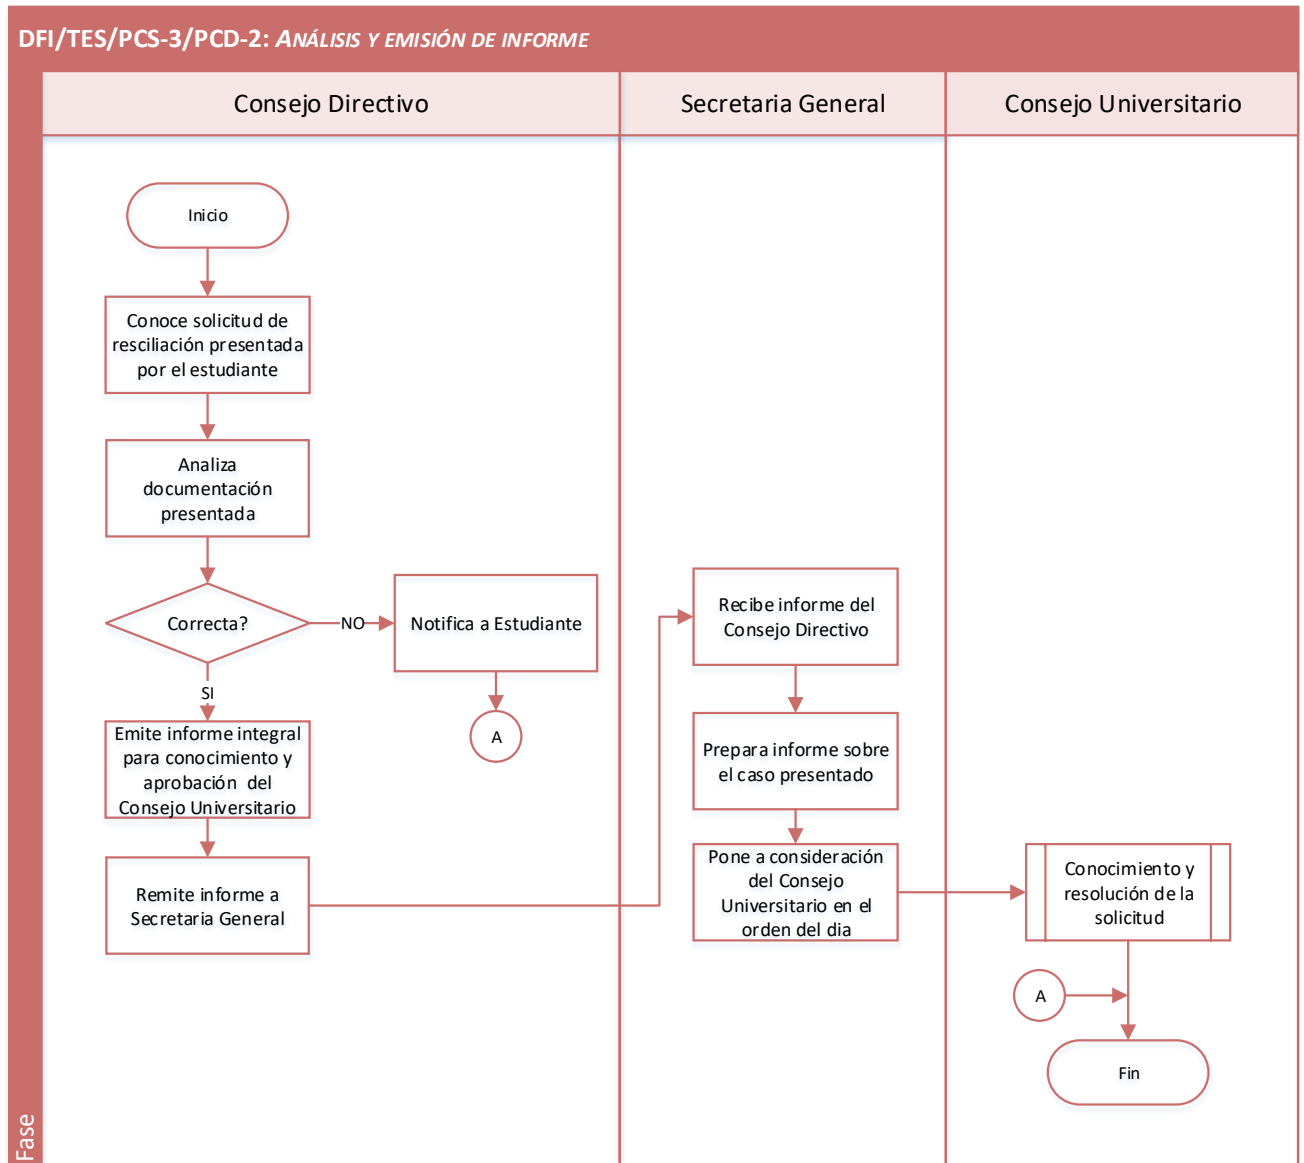 DFI/TES/PCS-3/PCD-2: ANÁLISIS Y EMISIÓN DE INFORME
Consejo Directivo
Secretaria General
Consejo Universitario
Inicio
Conoce solicitud de
resciliación presentada
por el estudiante
Analiza
documentación
presentada
Correcta?
NO
Notifica a Estudiante
A
SI
Emite informe integral
para conocimiento y
aprobación del
Consejo Universitario
Remite informe a
Secretaria General
Recibe informe del
Consejo Directivo
Prepara informe sobre
el caso presentado
Pone a consideración
del Consejo
Universitario en el
orden del dia
Conocimiento y
resolución de la
solicitud
A
Fin
Fase